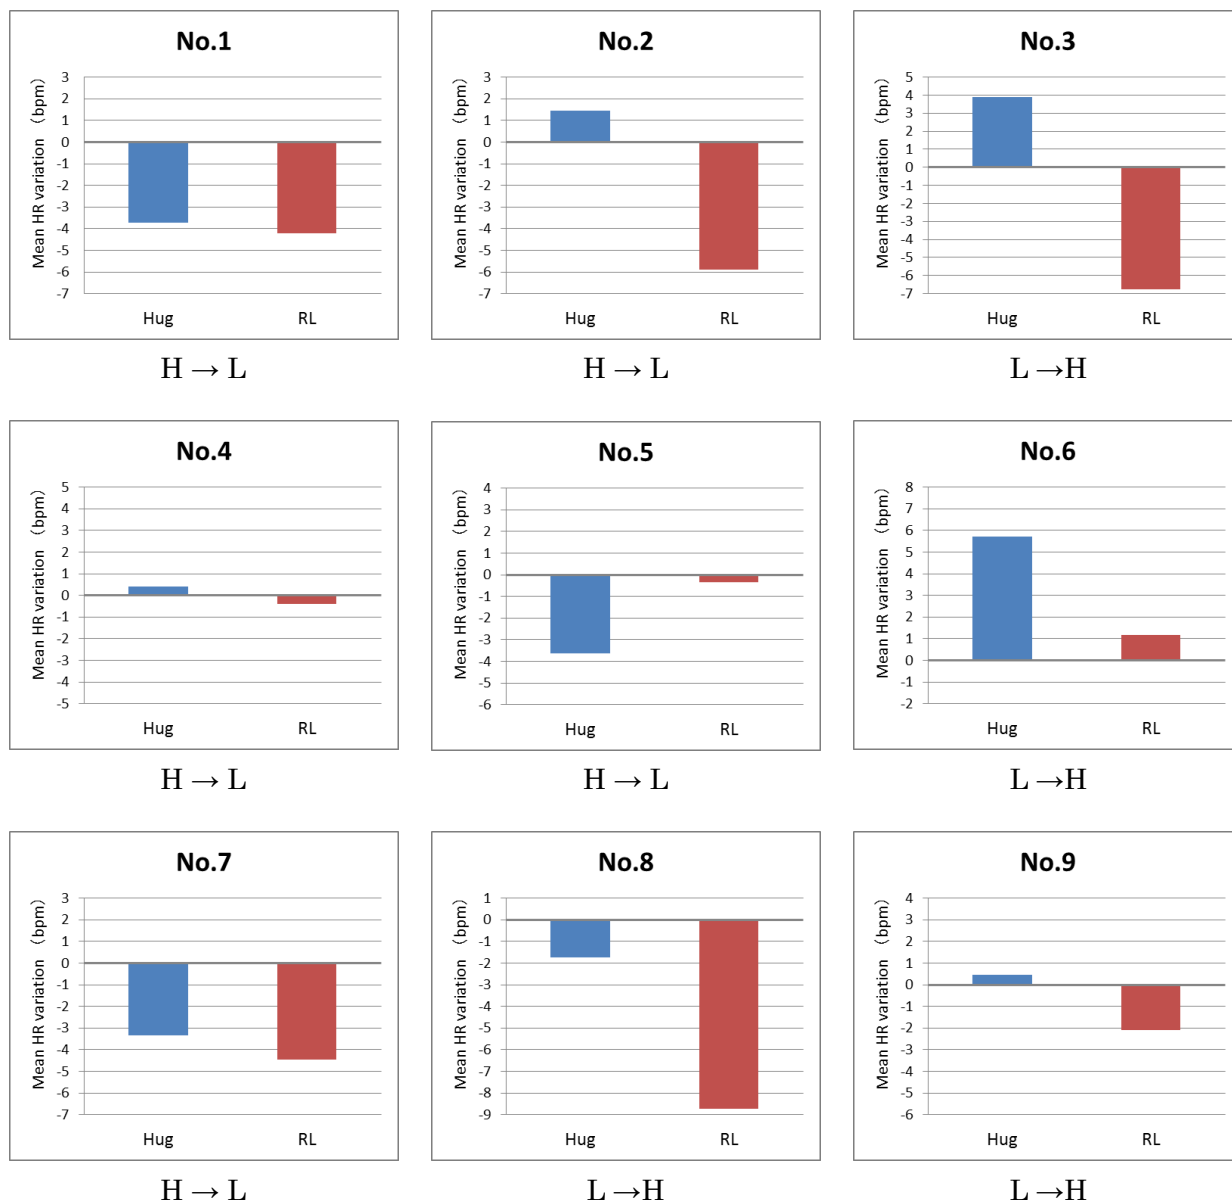 No.1
Mean HR variation （bpm）
3
2
1
0
-1
-2
-3
-4
-5
-6
-7
Hug RL
H → L
No.2
Mean HR variation （bpm）
3
2
1
0
-1
-2
-3
-4
-5
-6
-7
Hug RL
H → L
No.3
Mean HR variation （bpm）
5
4
3
2
1
0
-1
-2
-3
-4
-5
-6
-7
Hug RL
L →H
No.4
Mean HR variation （bpm）
5
4
3
2
1
0
-1
-2
-3
-4
-5
Hug RL
H → L
No.5
Mean HR variation （bpm）
4
3
2
1
0
-1
-2
-3
-4
-5
-6
Hug RL
H → L
No.6
Mean HR variation （bpm）
8
7
6
5
4
3
2
1
0
-1
-2
Hug RL
L →H
No.7
Mean HR variation （bpm）
3
2
1
0
-1
-2
-3
-4
-5
-6
-7
Hug RL
H → L
No.8
Mean HR variation （bpm）
1
0
-1
-2
-3
-4
-5
-6
-7
-8
-9
Hug RL
L →H
No.9
Mean HR variation （bpm）
4
3
2
1
0
-1
-2
-3
-4
-5
-6
Hug RL
L →H